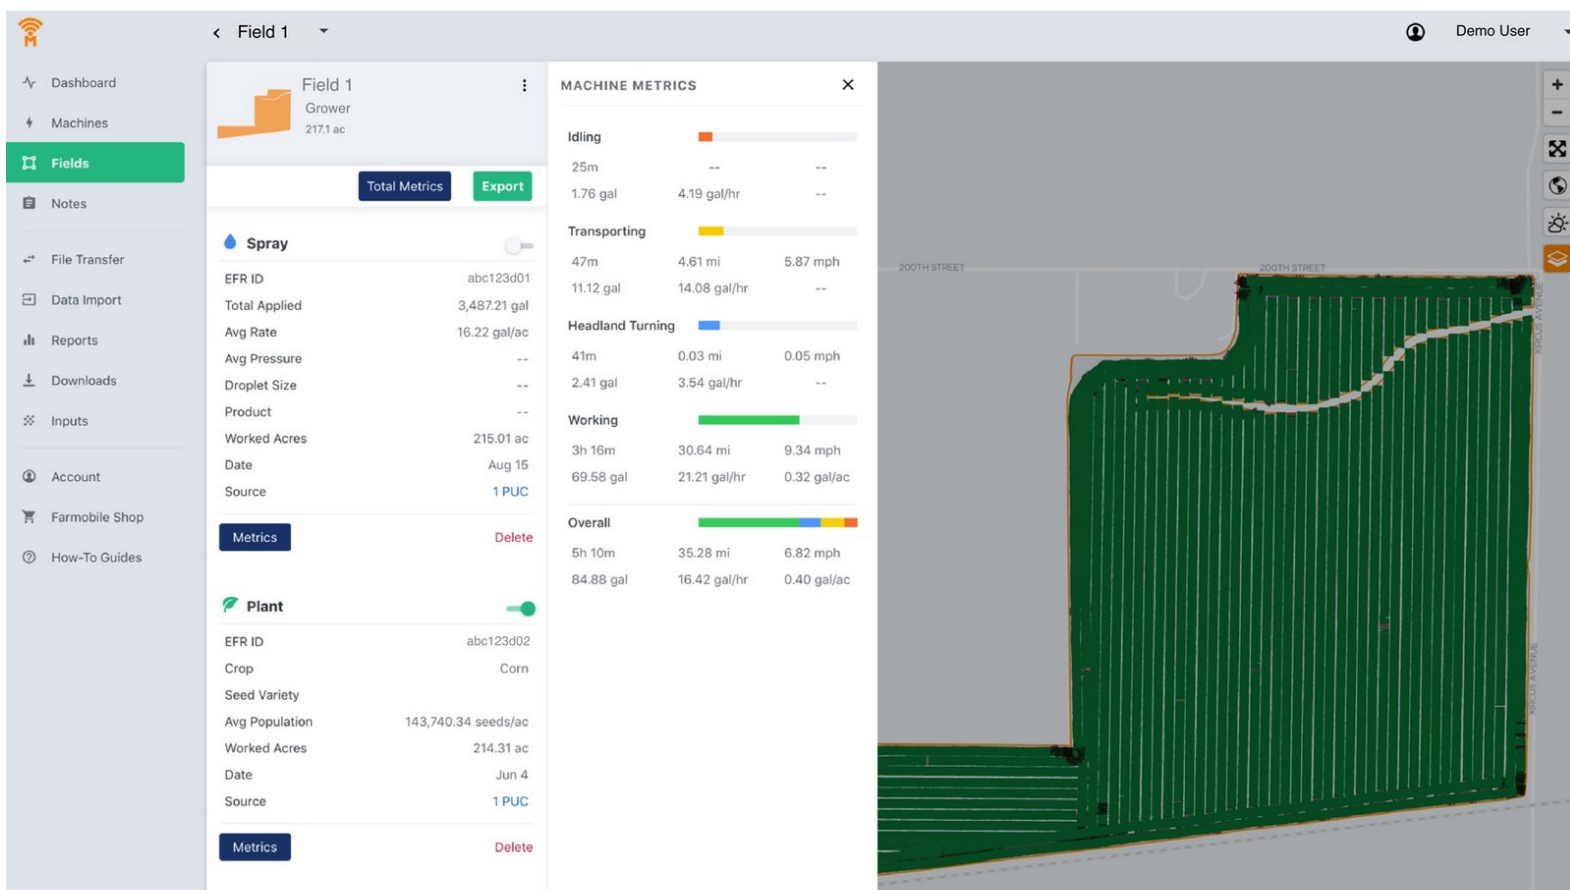 Field 1
Demo User
Dashboard
Machines
Fields
Notes
File Transfer
Data Import
Reports
Downloads
Inputs
Account
Farmobile Shop
How-To Guides
Field 1
Grower
217.1 ac
Total Metrics Export
Spray
EFR ID abc123d01
Total Applied 3,487.21 gal
Avg Rate 16.22 gal/ac
Avg Pressure --
Droplet Size --
Product --
Worked Acres 215.01 ac
Date Aug 15
Source 1 PUC
Metrics Delete
Plant
EFR ID abc123d02
Crop Corn
Seed Variety
Avg Population 143,740.34 seeds/ac
Worked Acres 214.31 ac
Date Jun 4
Source 1 PUC
Metrics Delete
MACHINE METRICS
Idling
25m -- --
1.76 gal 4.19 gal/hr --
Transporting
47m 4.61 mi 5.87 mph
11.12 gal 14.08 gal/hr --
Headland Turning
41m 0.03 mi 0.05 mph
2.41 gal 3.54 gal/hr --
Working
3h 16m 30.64 mi 9.34 mph
69.58 gal 21.21 gal/hr 0.32 gal/ac
Overall
5h 10m 35.28 mi 6.82 mph
84.88 gal 16.42 gal/hr 0.40 gal/ac
200TH STREET
200TH STREET
XIRCUS AVENUE
XIRCUS AVENUE